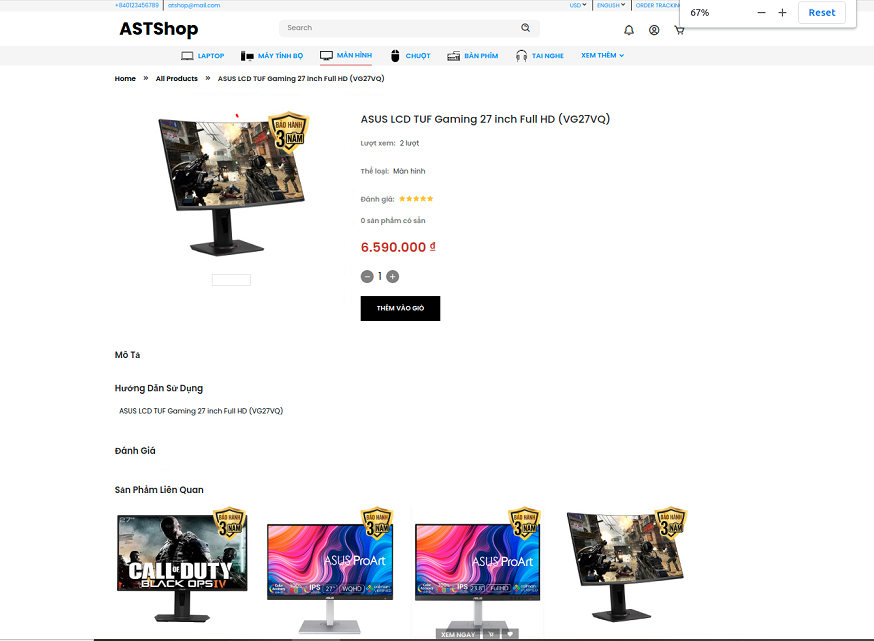 +840123456789 atshop@mail.com USD ENGLISH ORDER TRACKIN
67% Reset
ASTShop Search
LAPTOP MÁY TÍNH BỘ MÀN HÌNH CHUỘT BÀN PHÍM TAI NGHE XEM THÊM
Home » All Products » ASUS LCD TUF Gaming 27 inch Full HD (VG27VQ)
BẢO HÀNH
3 NĂM
ASUS LCD TUF Gaming 27 inch Full HD (VG27VQ)
Lượt xem: 2 lượt
Thể loại: Màn hình
Đánh giá:
0 sản phẩm có sẵn
6.590.000 ₫
1
THÊM VÀO GIỎ
Mô Tả
Hướng Dẫn Sử Dụng
ASUS LCD TUF Gaming 27 inch Full HD (VG27VQ)
Đánh Giá
Sản Phẩm Liên Quan
BẢO HÀNH
3 NĂM
27"
CALL OF DUTY
BLACK OPS IV
BẢO HÀNH
3 NĂM
ASUS ProArt
IPS 27" WQHD
BẢO HÀNH
3 NĂM
ASUS ProArt
IPS 23.8" FullHD
XEM NGAY
BẢO HÀNH
3 NĂM